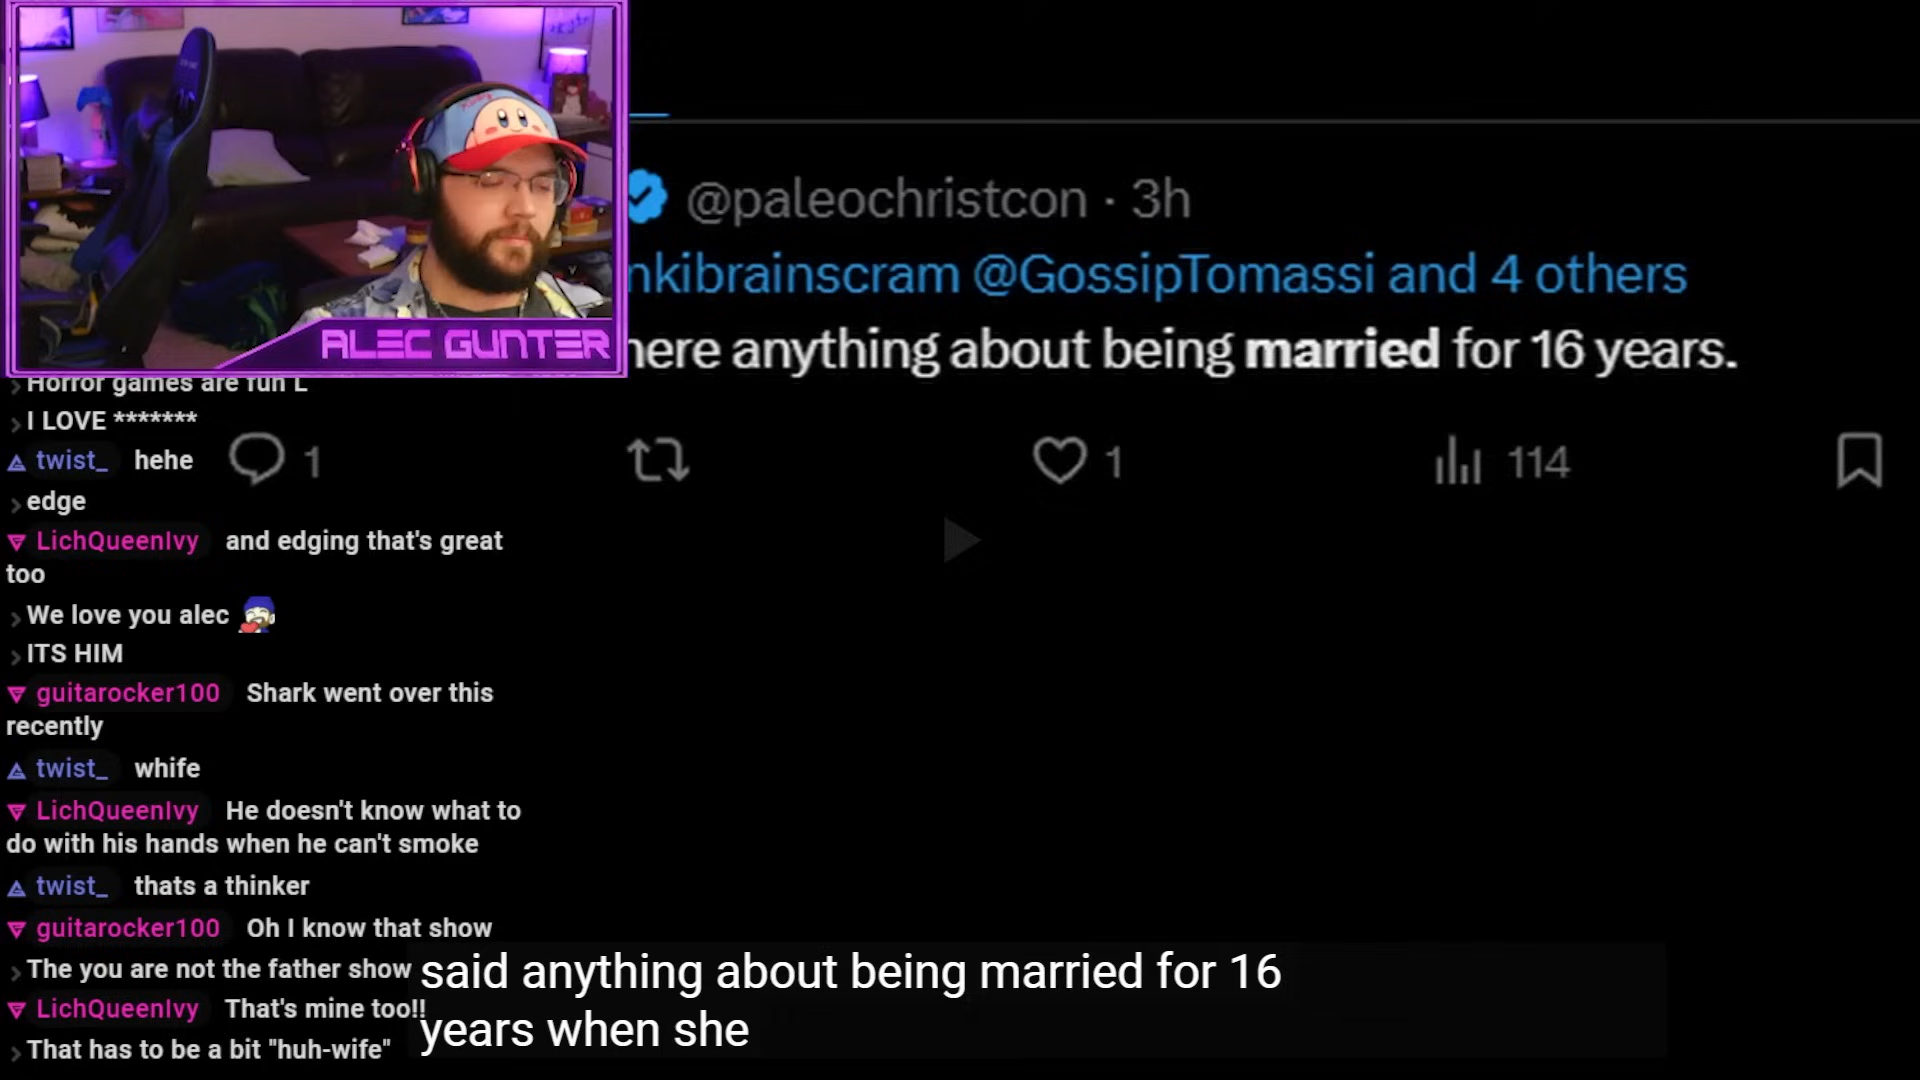 ALEC GUNTER
@paleochristcon · 3h
nkibrainscram @GossipTomassi and 4 others
here anything about being married for 16 years.
1
1
114
Horror games are fun L
I LOVE *******
twist_ hehe
edge
LichQueenIvy and edging that's great
too
We love you alec
ITS HIM
guitarocker100 Shark went over this
recently
twist_ whife
LichQueenIvy He doesn't know what to
do with his hands when he can't smoke
twist_ thats a thinker
guitarocker100 Oh I know that show
The you are not the father show
LichQueenIvy That's mine too!!
That has to be a bit "huh-wife"
said anything about being married for 16
years when she